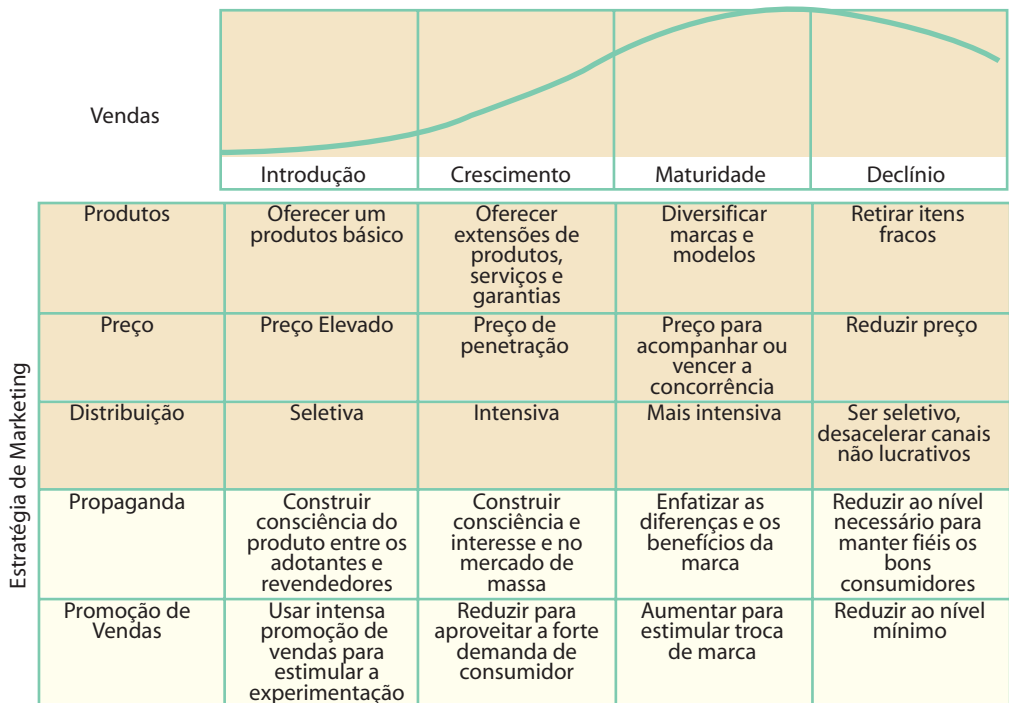 Vendas
Introdução
Crescimento
Maturidade
Declínio
Estratégia de Marketing
Produtos
Oferecer um
produtos básico
Oferecer
extensões de
produtos,
serviços e
garantias
Diversificar
marcas e
modelos
Retirar itens
fracos
Preço
Preço Elevado
Preço de
penetração
Preço para
acompanhar ou
vencer a
concorrência
Reduzir preço
Distribuição
Seletiva
Intensiva
Mais intensiva
Ser seletivo,
desacelerar canais
não lucrativos
Propaganda
Construir
consciência do
produto entre os
adotantes e
revendedores
Construir
consciência e
interesse e no
mercado de
massa
Enfatizar as
diferenças e os
benefícios da
marca
Reduzir ao nível
necessário para
manter fiéis os
bons
consumidores
Promoção de
Vendas
Usar intensa
promoção de
vendas para
estimular a
experimentação
Reduzir para
aproveitar a forte
demanda de
consumidor
Aumentar para
estimular troca
de marca
Reduzir ao nível
mínimo